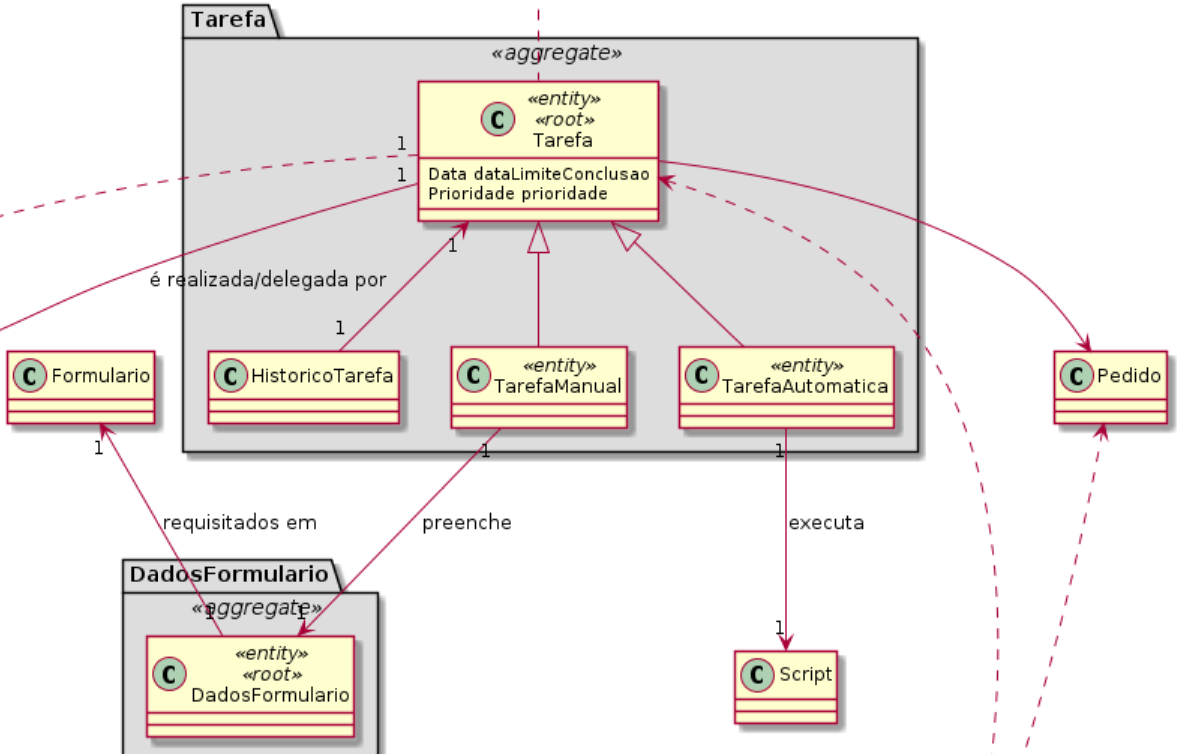 Tarefa
«aggregate»
«entity»
«root»
C
Tarefa
1
Data dataLimiteConclusao
1
Prioridade prioridade
1
é realizada/delegada por
1
C Formulario
C HistoricoTarefa
«entity»
C TarefaManual
«entity»
C TarefaAutomatica
C Pedido
1
1
1
requisitados em
preenche
executa
DadosFormulario
«aggregate»
1
1
1
«entity»
«root»
C
DadosFormulario
C Script